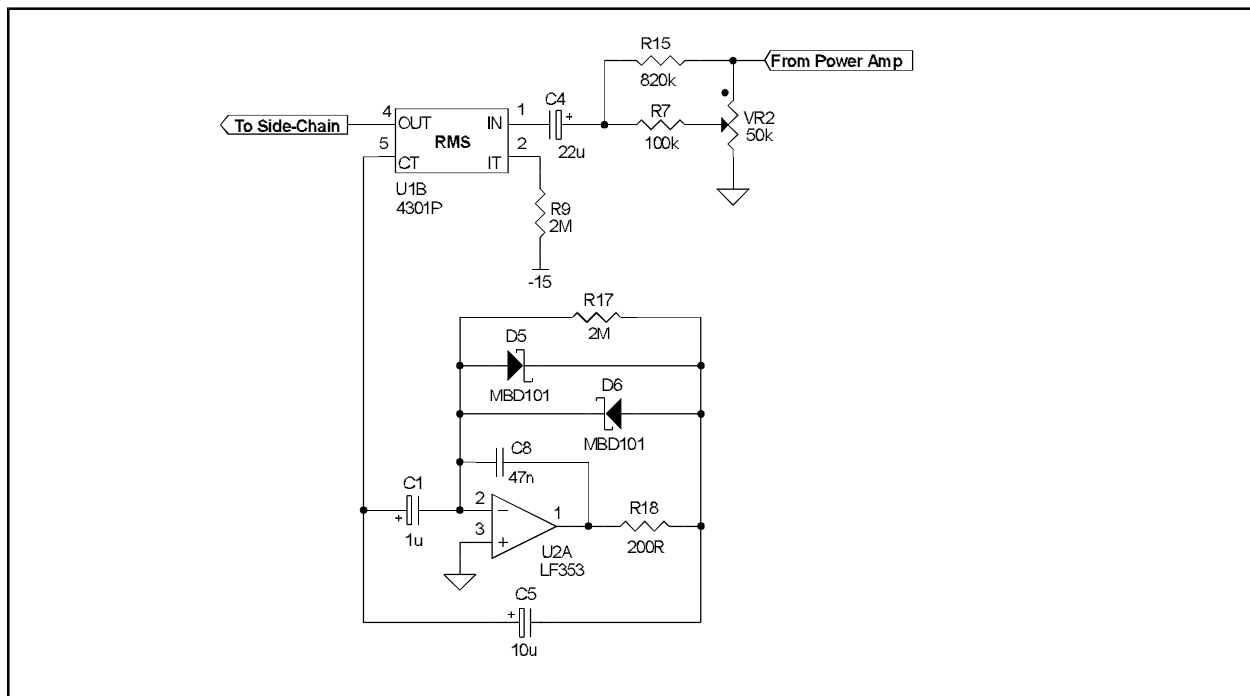 R15
820k
From Power Amp
C4
+
22u
R7
100k
VR2
50k
To Side-Chain
4
5
OUT
CT
RMS
IN
IT
1
2
U1B
4301P
R9
2M
-15
R17
2M
D5
MBD101
D6
MBD101
C8
47n
C1
+
1u
2
3
−
+
1
U2A
LF353
R18
200R
C5
+
10u